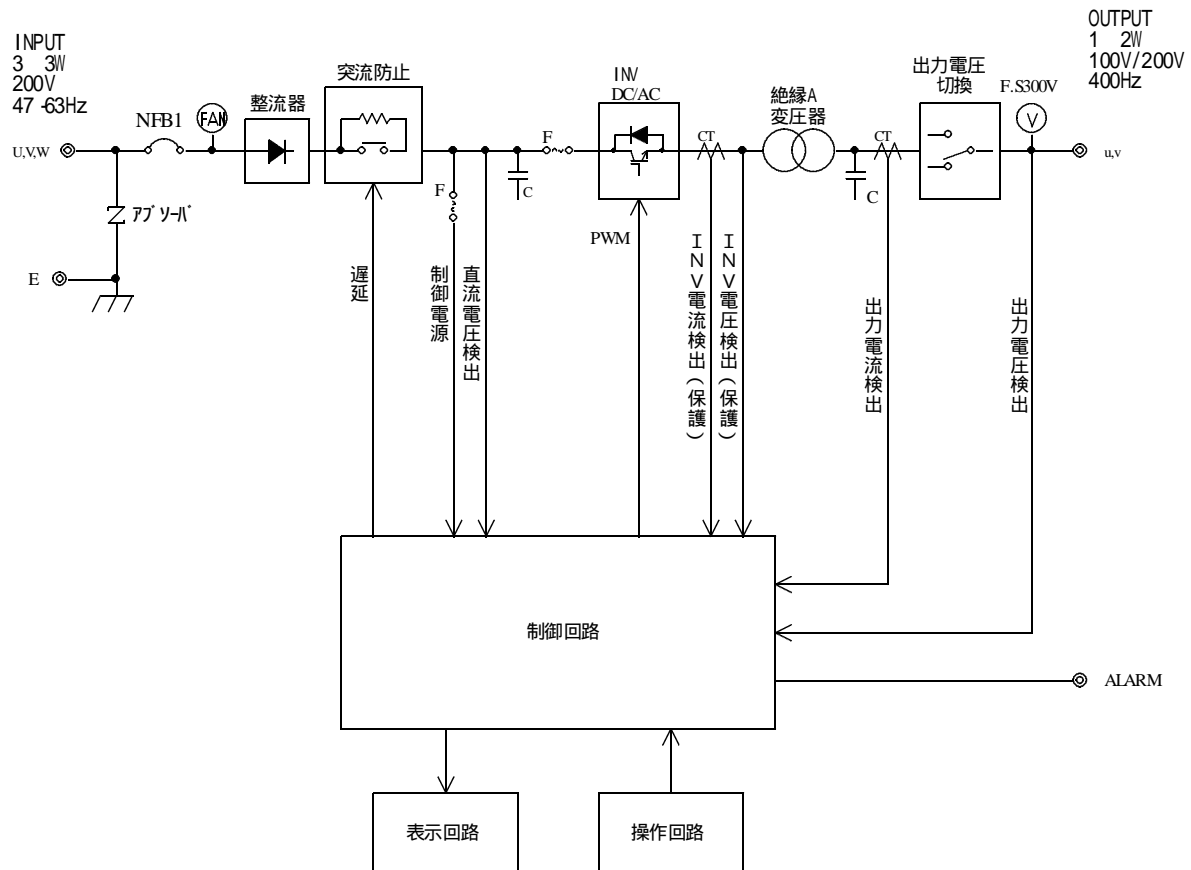 INPUT
3 3W
200V
47-63Hz
OUTPUT
1 2W
100V/200V
400Hz
突流防止
INV
DC/AC
出力電圧
切換
F.S300V
整流器
絶縁A
変圧器
NFB1
FAN
V
U,V,W
F
CT
CT
u,v
F
C
C
アブソーバ
PWM
E
遅延
制御電源
直流電圧検出
INV電流検出(保護)
INV電圧検出(保護)
出力電流検出
出力電圧検出
制御回路
ALARM
表示回路
操作回路